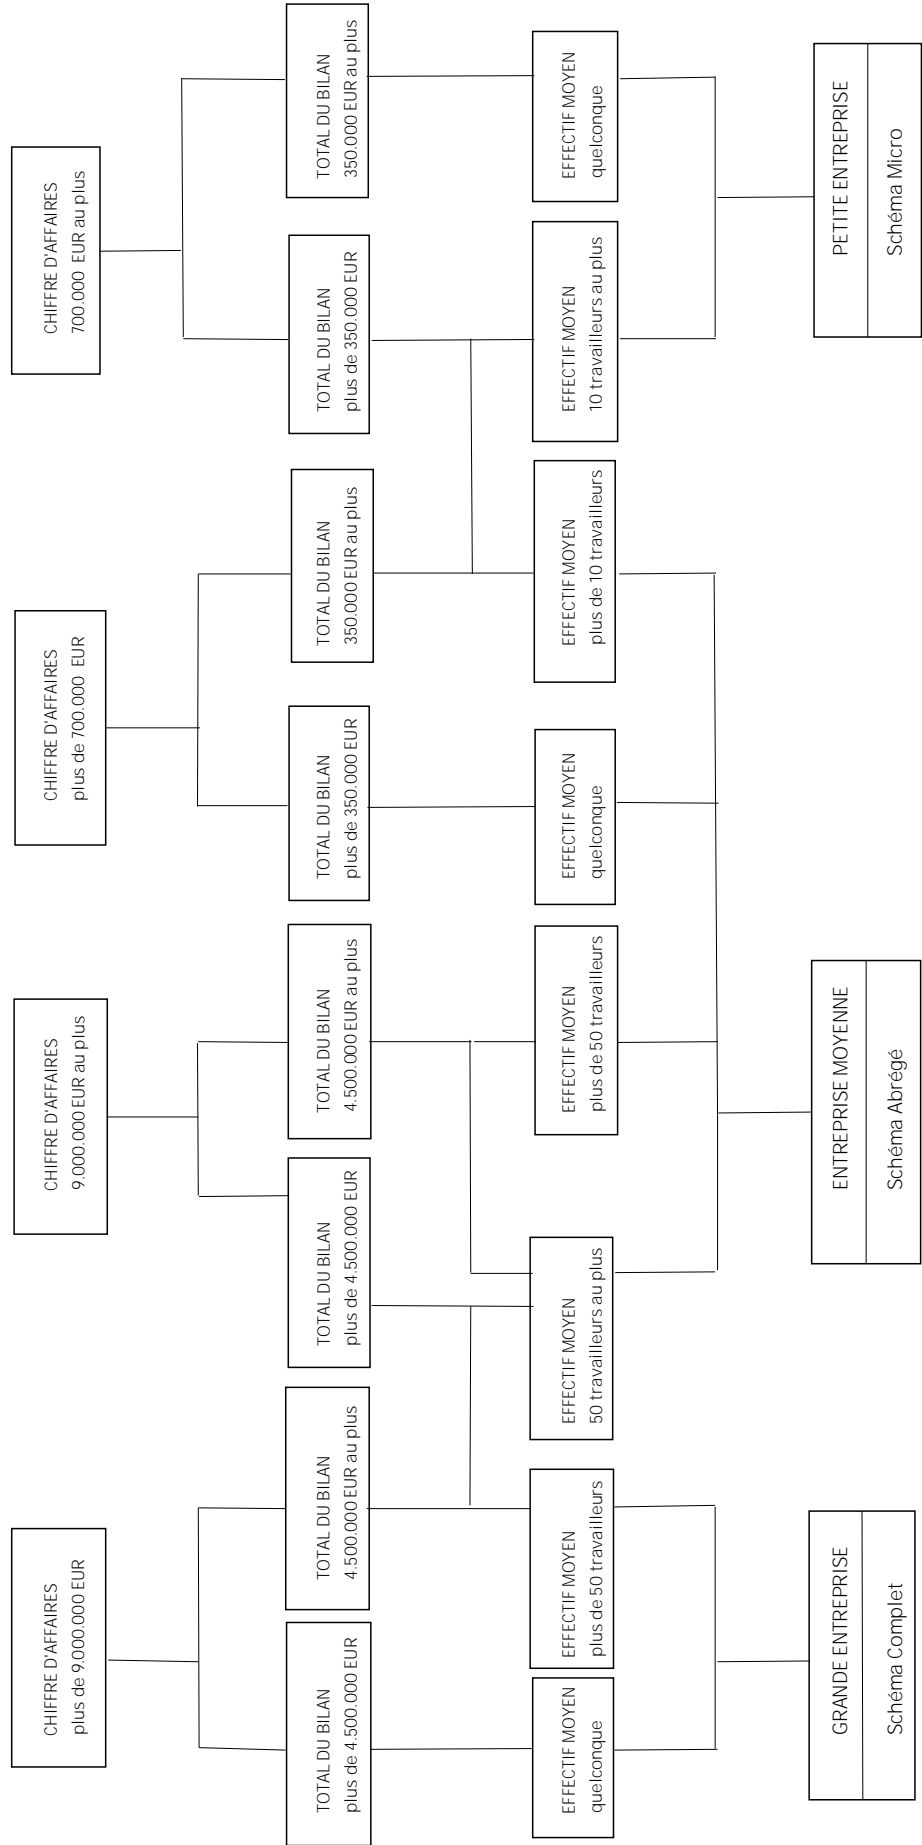 CHIFFRE D'AFFAIRES
plus de 9.000.000 EUR
CHIFFRE D'AFFAIRES
9.000.000 EUR au plus
CHIFFRE D'AFFAIRES
plus de 700.000 EUR
CHIFFRE D'AFFAIRES
700.000 EUR au plus
TOTAL DU BILAN
plus de 4.500.000 EUR
TOTAL DU BILAN
4.500.000 EUR au plus
TOTAL DU BILAN
plus de 4.500.000 EUR
TOTAL DU BILAN
4.500.000 EUR au plus
TOTAL DU BILAN
plus de 350.000 EUR
TOTAL DU BILAN
350.000 EUR au plus
TOTAL DU BILAN
plus de 350.000 EUR
TOTAL DU BILAN
350.000 EUR au plus
EFFECTIF MOYEN
quelconque
EFFECTIF MOYEN
plus de 50 travailleurs
EFFECTIF MOYEN
50 travailleurs au plus
EFFECTIF MOYEN
plus de 50 travailleurs
EFFECTIF MOYEN
quelconque
EFFECTIF MOYEN
plus de 10 travailleurs
EFFECTIF MOYEN
10 travailleurs au plus
EFFECTIF MOYEN
quelconque
GRANDE ENTREPRISE
Schéma Complet
ENTREPRISE MOYENNE
Schéma Abrégé
PETITE ENTREPRISE
Schéma Micro